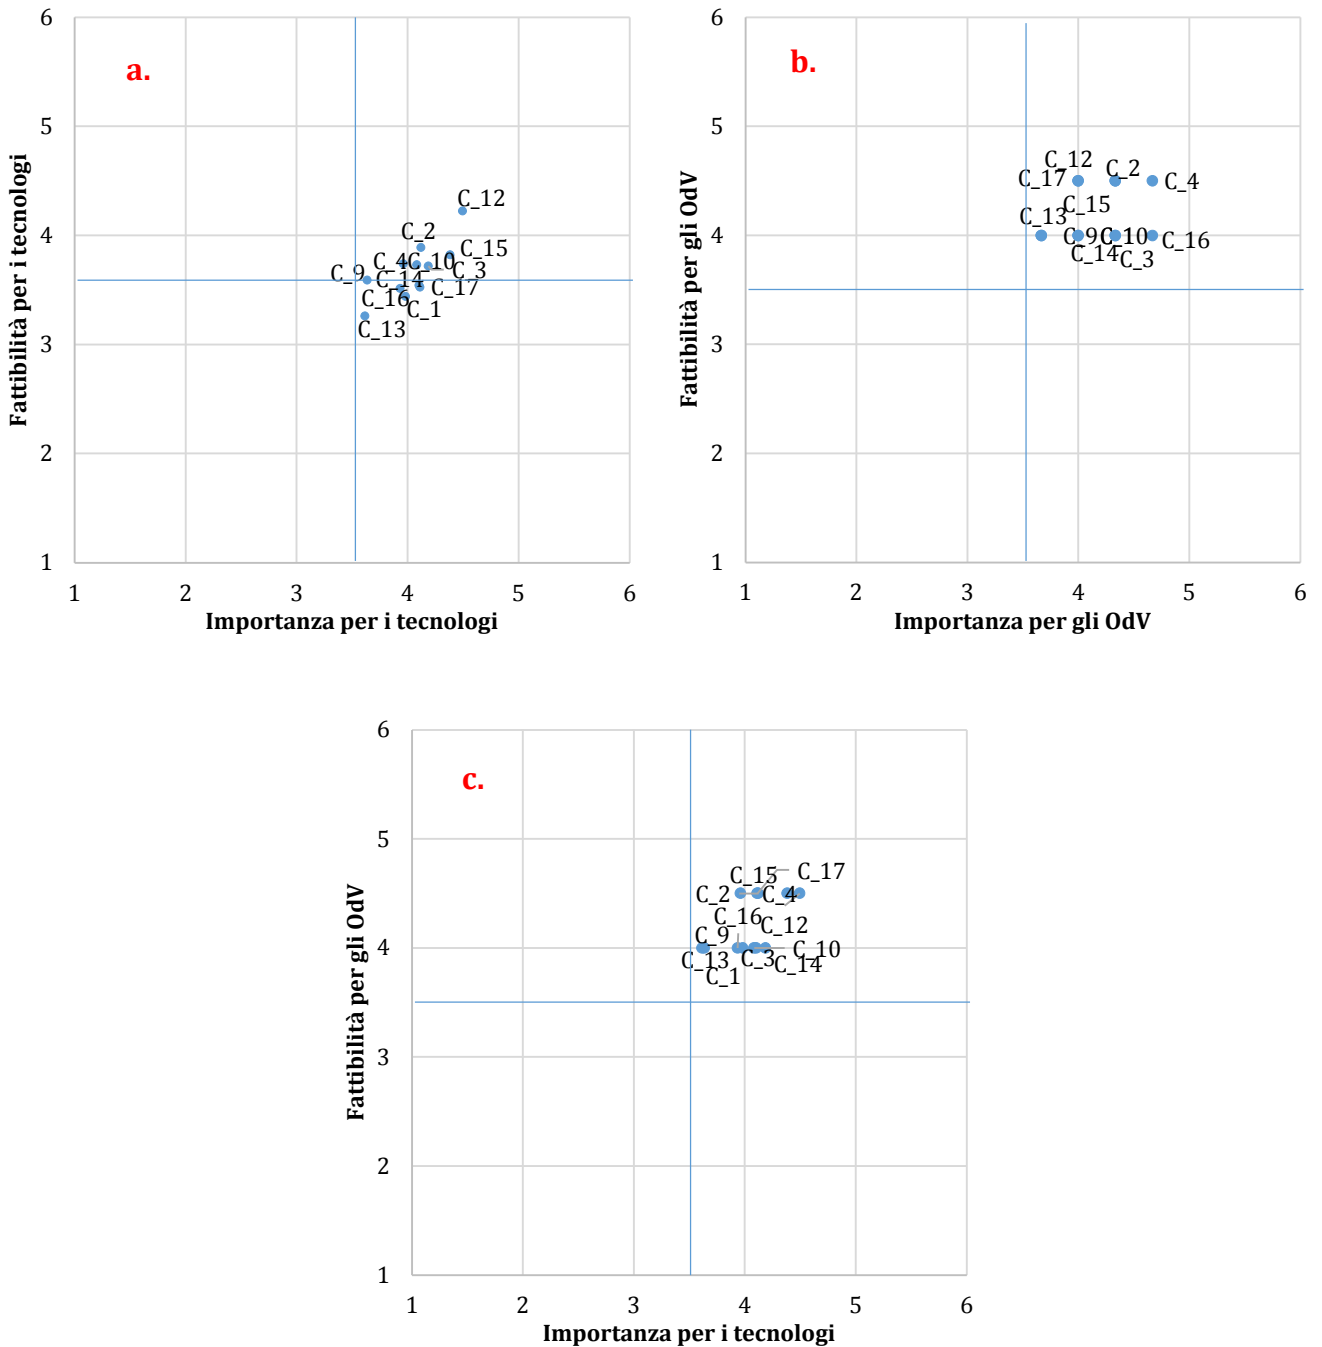 a.
6
5
4
3
2
1
1 2 3 4 5 6
Fattibilità per i tecnologi
Importanza per i tecnologi
C_12
C_2
C_15
C_4
C_10
C_3
C_9
C_14
C_17
C_16
C_1
C_13
b.
6
5
4
3
2
1
1 2 3 4 5 6
Fattibilità per gli OdV
Importanza per gli OdV
C_12
C_2
C_17
C_4
C_15
C_13
C_9
C_10
C_16
C_14
C_3
c.
6
5
4
3
2
1
1 2 3 4 5 6
Fattibilità per gli OdV
Importanza per i tecnologi
C_15
C_17
C_2
C_4
C_16
C_12
C_9
C_10
C_13
C_3
C_14
C_1